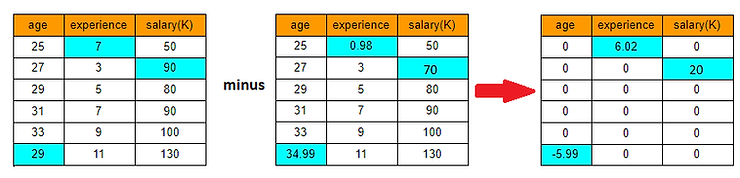 age experience salary(K)
25 7 50
27 3 90
29 5 80
31 7 90
33 9 100
29 11 130
minus
age experience salary(K)
25 0.98 50
27 3 70
29 5 80
31 7 90
33 9 100
34.99 11 130
age experience salary(K)
0 6.02 0
0 0 20
0 0 0
0 0 0
0 0 0
-5.99 0 0